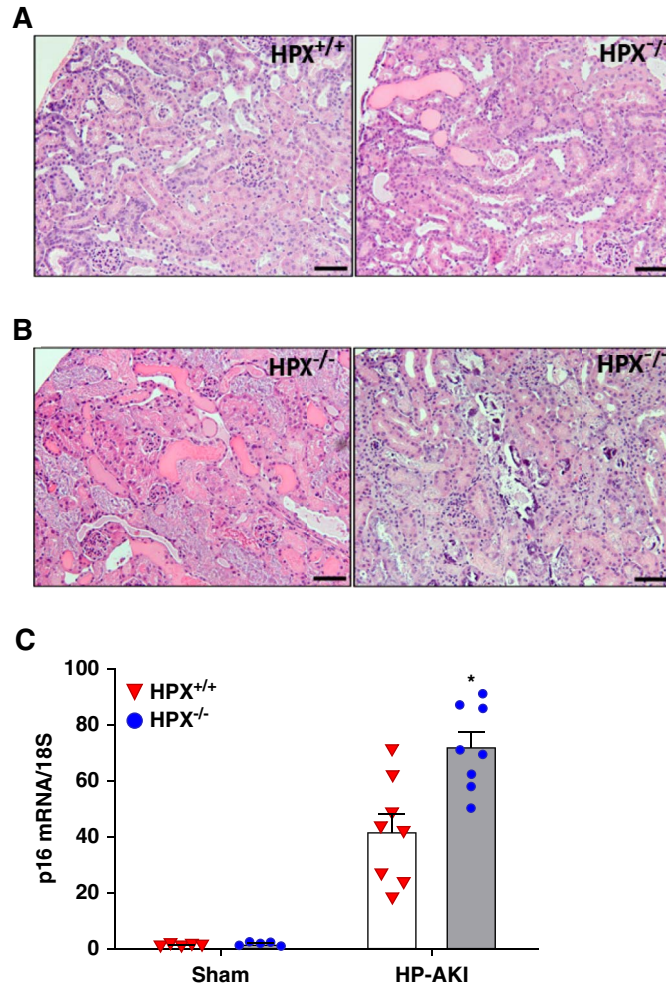 A
HPX+/+
HPX-/-
B
HPX-/-
HPX-/-
C
p16 mRNA/18S
100
80
60
40
20
0
HPX+/+
HPX-/-
*
Sham
HP-AKI